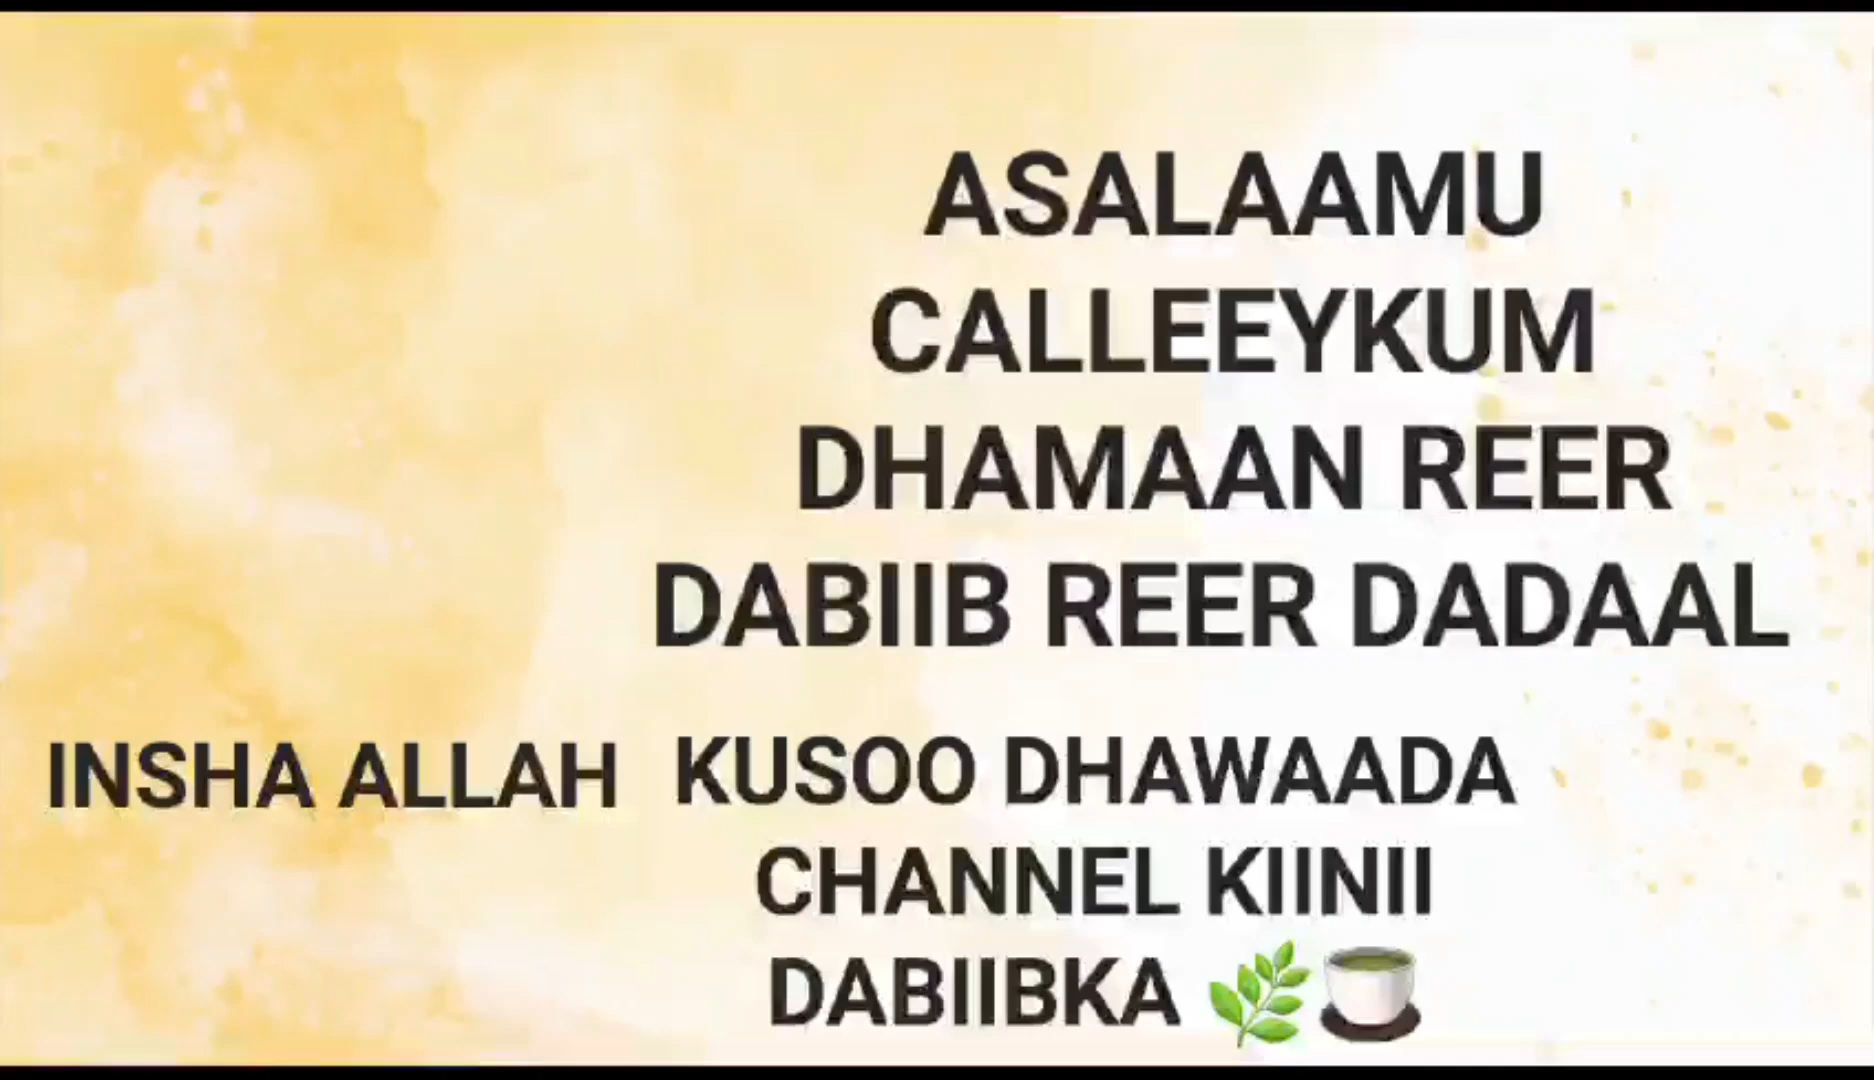 ASALAAMU
CALLEEYKUM
DHAMAAN REER
DABIIB REER DADAAL
INSHA ALLAH KUSOO DHAWAADA
CHANNEL KIINII
DABIIBKA 🌿🍵